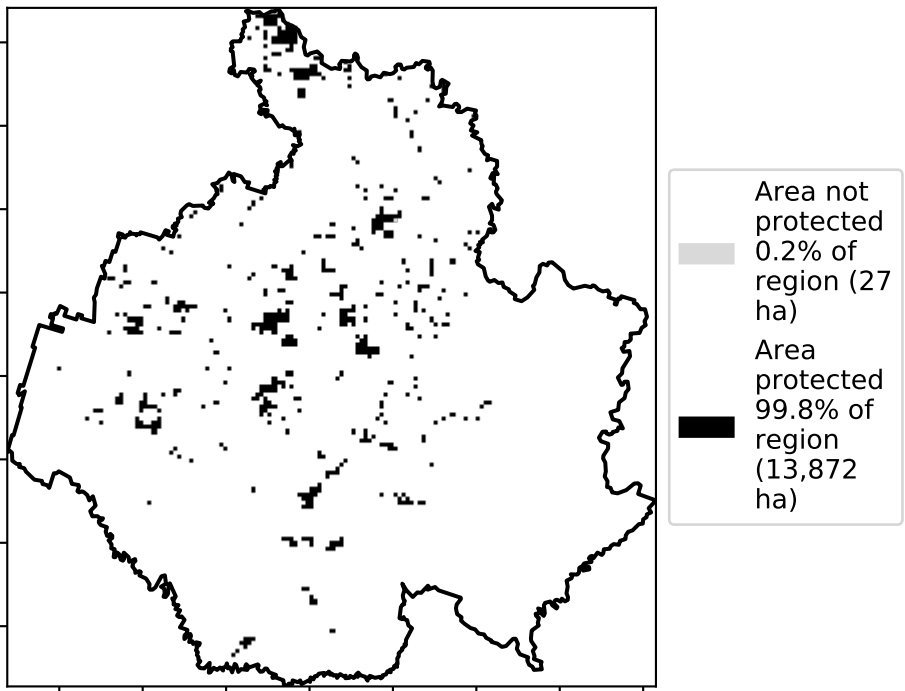 Area not
protected
0.2% of
region (27
ha)
Area
protected
99.8% of
region
(13,872
ha)